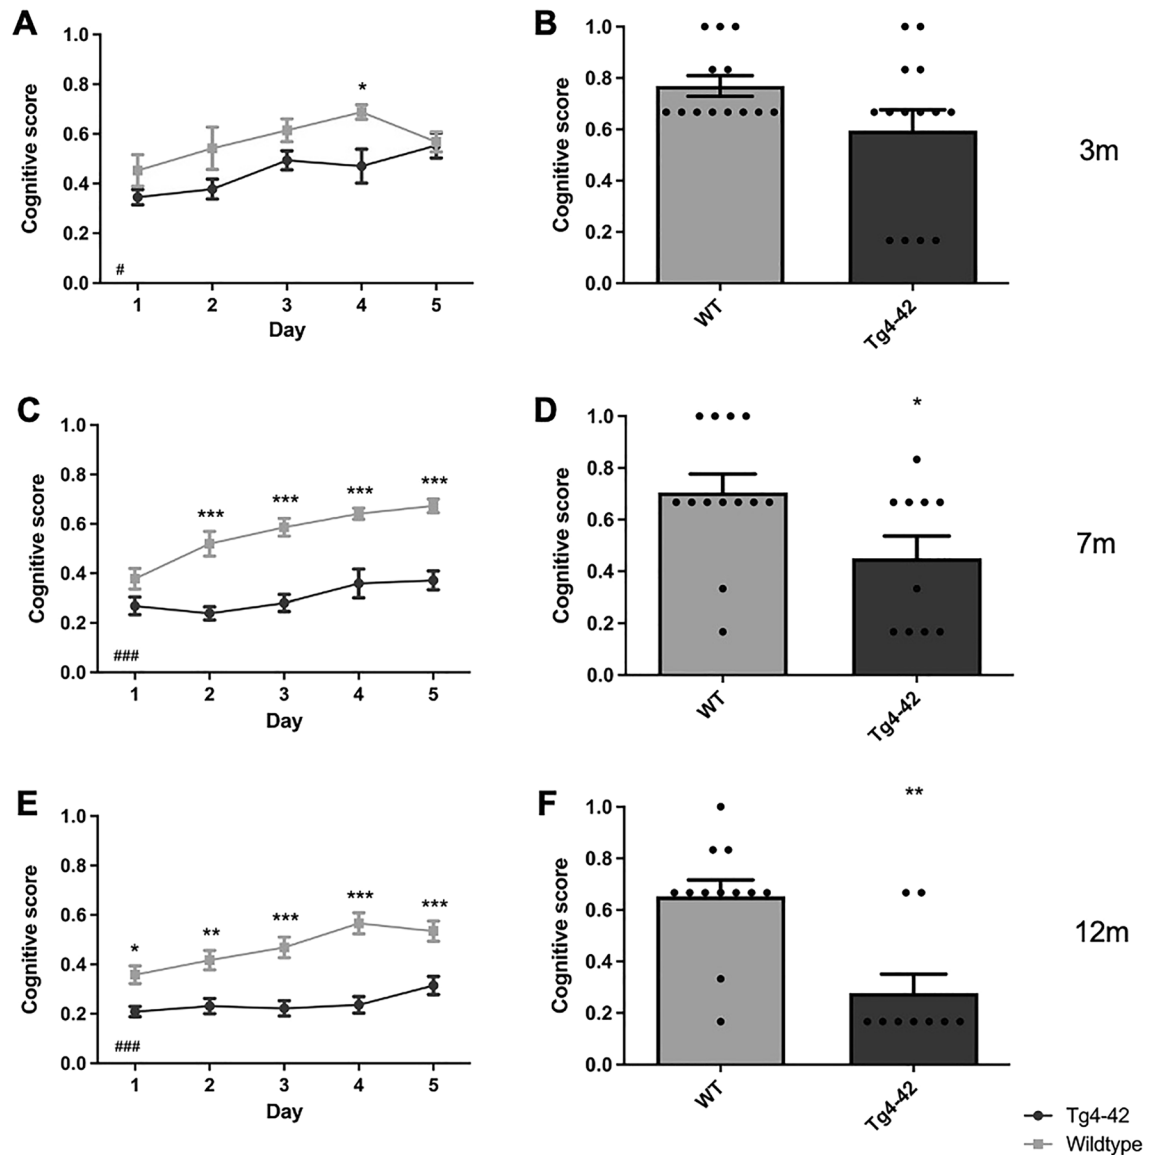 A
1.0
0.8
0.6
0.4
0.2
0.0
Cognitive score
*
#
1 2 3 4 5
Day
B
1.0
0.8
0.6
0.4
0.2
0.0
Cognitive score
WT
Tg4-42
3m
C
1.0
0.8
0.6
0.4
0.2
0.0
Cognitive score
*** *** *** ***
###
1 2 3 4 5
Day
D
1.0
0.8
0.6
0.4
0.2
0.0
Cognitive score
*
WT
Tg4-42
7m
E
1.0
0.8
0.6
0.4
0.2
0.0
Cognitive score
* ** *** *** ***
###
1 2 3 4 5
Day
F
1.0
0.8
0.6
0.4
0.2
0.0
Cognitive score
**
WT
Tg4-42
12m
Tg4-42
Wildtype